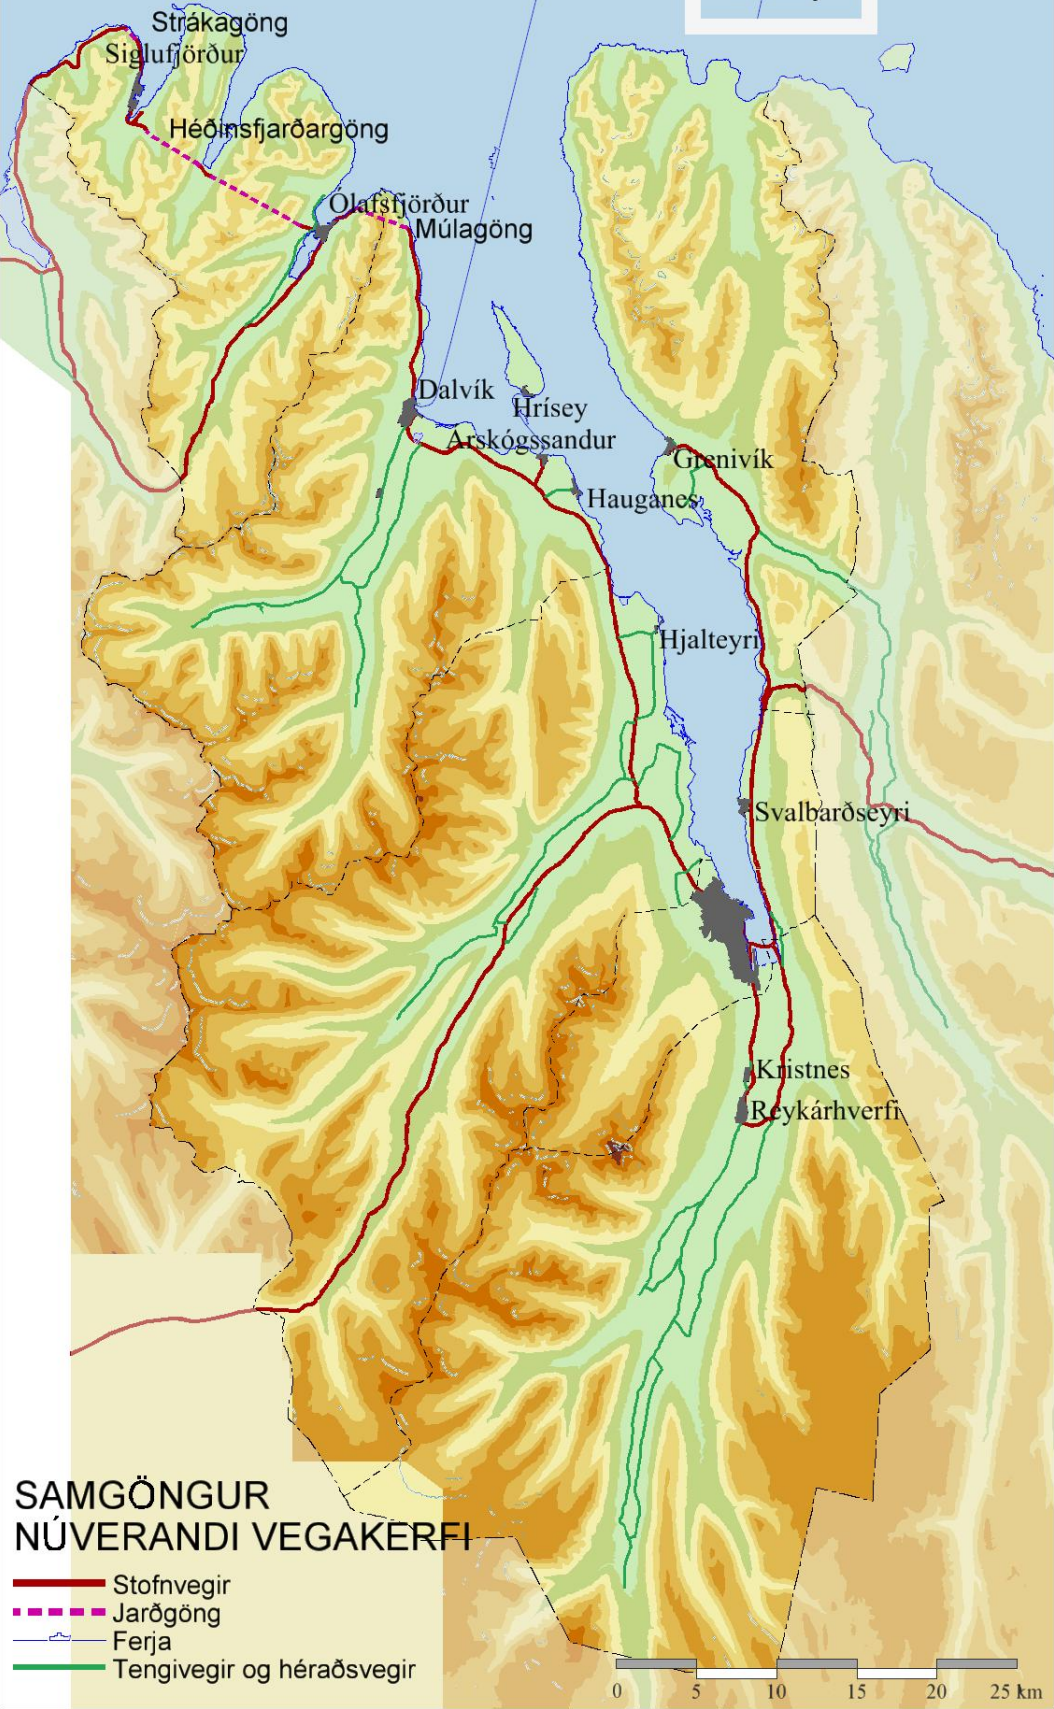 Strákagöng
Siglufjörður
Héðinsfjarðargöng
Ólafsfjörður
Múlagöng
Dalvík
Hrísey
Arskógssandur
Grenivík
Hauganes
Hjalteyri
Svalbarðseyri
Kristnes
Reykárhverfi
SAMGÖNGUR
NÚVERANDI VEGAKERFI
Stofnvegir
Jarðgöng
Ferja
Tengivegir og héraðsvegir
0 5 10 15 20 25 km